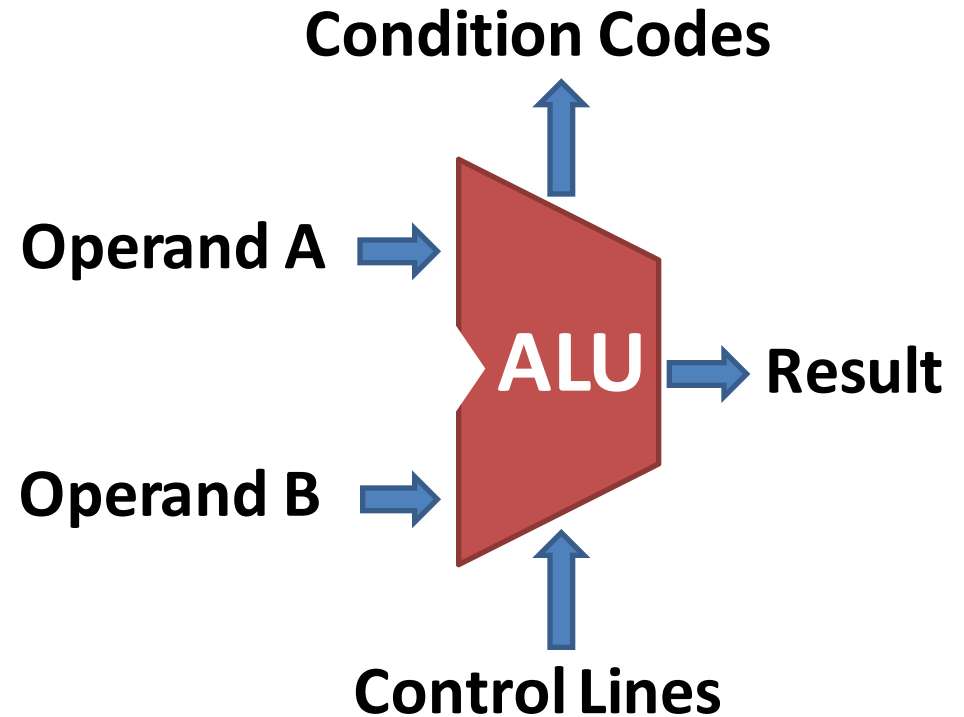 Condition Codes
Operand A
ALU
Result
Operand B
Control Lines